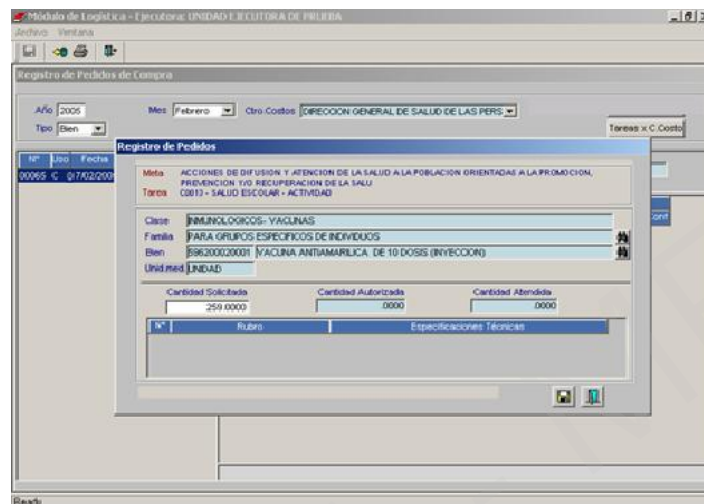 Módulo de Logística - Ejecutora: UNIDAD EJECUTORA DE PRUEBA
Archivo Ventana
Registro de Pedidos de Compra
Año 2005 Mes Febrero Ctro.Costos DIRECCION GENERAL DE SALUD DE LAS PERS
Tipo Bien Tareas x C.Costo
Nº Uso Fecha
00065 C 07/02/200
Registro de Pedidos
Meta ACCIONES DE DIFUSION Y ATENCION DE LA SALUD A LA POBLACION ORIENTADAS A LA PROMOCION,
PREVENCION Y/O RECUPERACION DE LA SALU
Tarea C0013 - SALUD ESCOLAR - ACTIVIDAD
Clase INMUNOLOGICOS- VACUNAS
Familia PARA GRUPOS ESPECIFICOS DE INDIVIDUOS
Bien 596200020001 VACUNA ANTIAMARILICA DE 10 DOSIS (INYECCION)
Unid.med UNIDAD
Cantidad Solicitada Cantidad Autorizada Cantidad Atendida
259.0000 .0000 .0000
Nº Rubro Especificaciones Técnicas
Ready